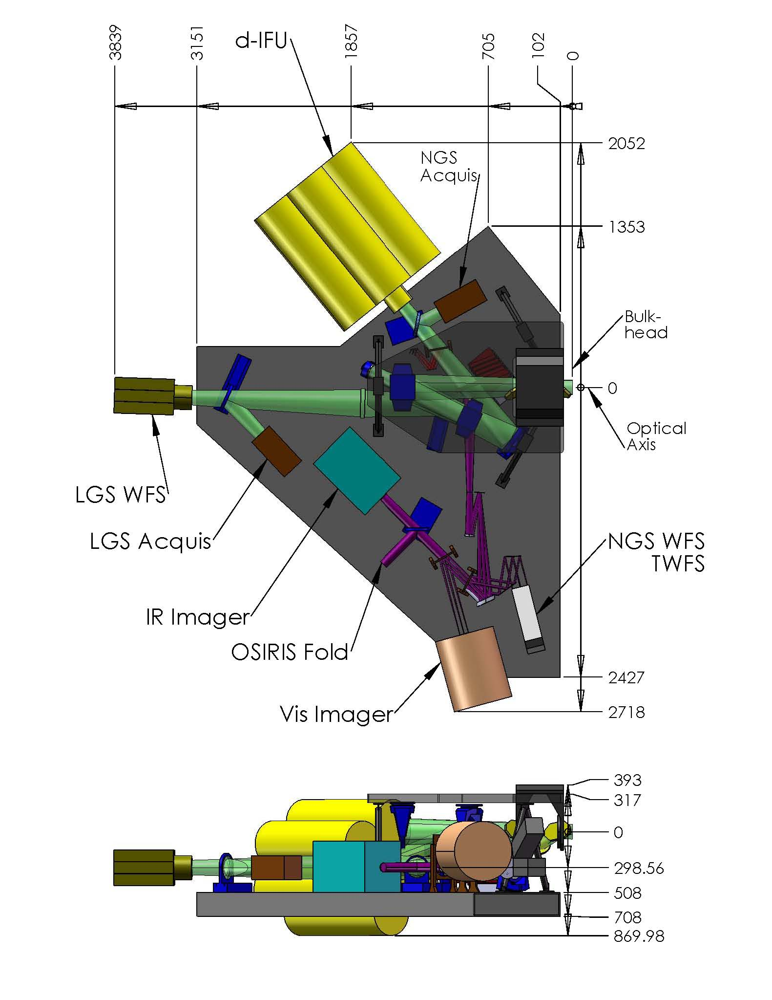 3839
3151
d-IFU
1857
705
102
0
2052
NGS
Acquis
1353
Bulk-
head
0
Optical
Axis
LGS WFS
LGS Acquis
NGS WFS
TWFS
IR Imager
OSIRIS Fold
2427
Vis Imager
2718
393
317
0
298.56
508
708
869.98